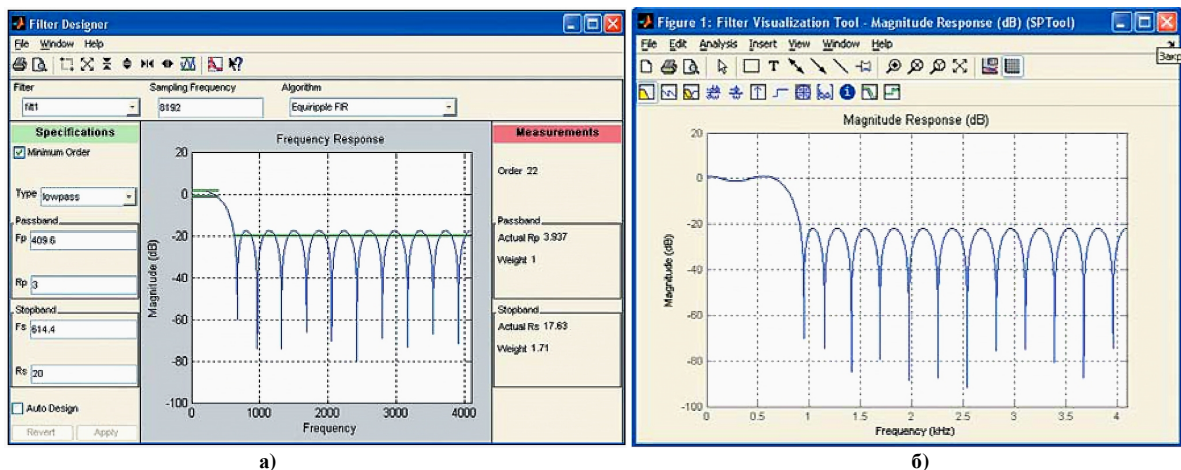 Filter Designer
File Window Help
Filter Sampling Frequency Algorithm
filt1 8192 Equiripple FIR
Specifications
Minimum Order
Type lowpass
Passband
Fp 409.6
Rp 3
Stopband
Fs 614.4
Rs 20
Auto Design
Revert Apply
Frequency Response
Magnitude (dB)
20
0
-20
-40
-60
-80
-100
0 1000 2000 3000 4000
Frequency
Measurements
Order 22
Passband
Actual Rp 3.937
Weight 1
Stopband
Actual Rs 17.63
Weight 1.71
а)
Figure 1: Filter Visualization Tool - Magnitude Response (dB) (SPTool)
File Edit Analysis Insert View Window Help
Закр
Magnitude Response (dB)
Magnitude (dB)
20
0
-20
-40
-60
-80
-100
0 0.5 1 1.5 2 2.5 3 3.5 4
Frequency (kHz)
б)